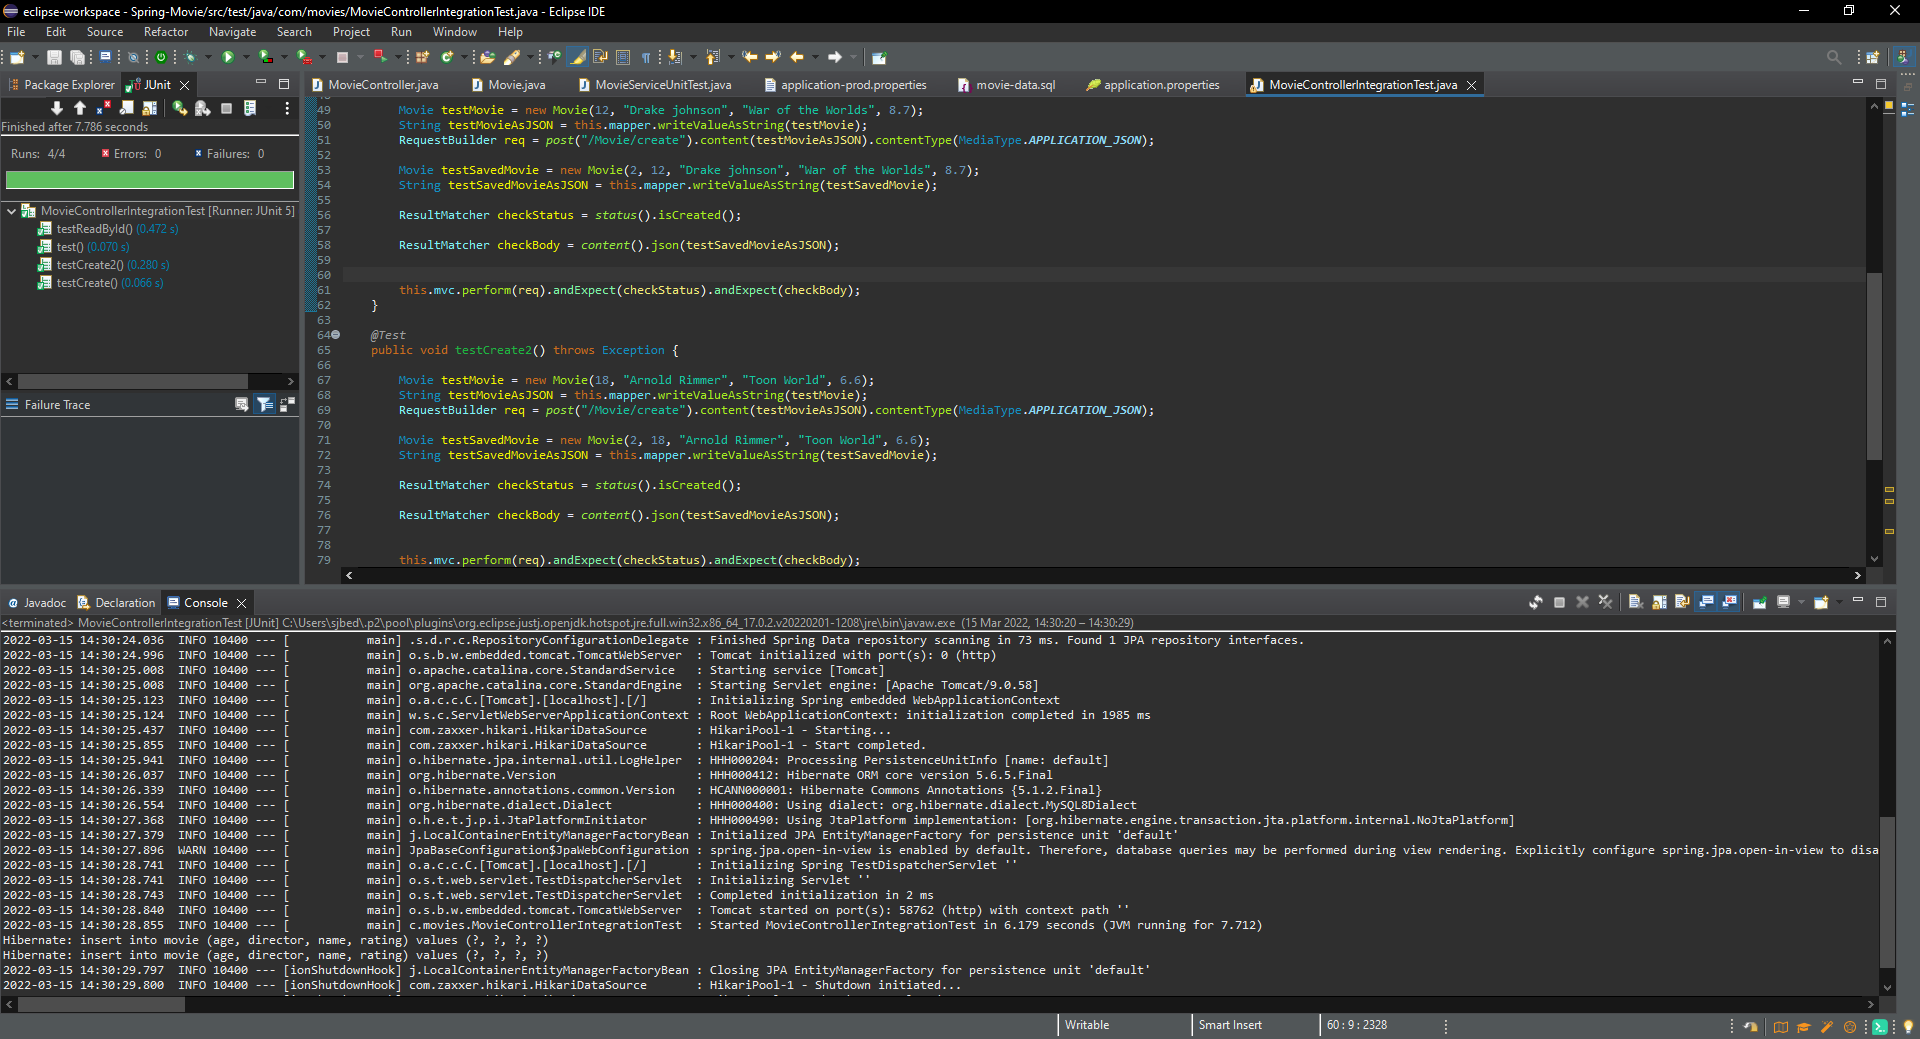 eclipse-workspace - Spring-Movie/src/test/java/com/movies/MovieControllerIntegrationTest.java - Eclipse IDE
File Edit Source Refactor Navigate Search Project Run Window Help
Package Explorer JUnit
Finished after 7.786 seconds
Runs: 4/4 Errors: 0 Failures: 0
MovieControllerIntegrationTest [Runner: JUnit 5]
testReadById() (0.472 s)
test() (0.070 s)
testCreate2() (0.280 s)
testCreate() (0.066 s)
Failure Trace
MovieController.java Movie.java MovieServiceUnitTest.java application-prod.properties movie-data.sql application.properties MovieControllerIntegrationTest.java
49 Movie testMovie = new Movie(12, "Drake johnson", "War of the Worlds", 8.7);
50 String testMovieAsJSON = this.mapper.writeValueAsString(testMovie);
51 RequestBuilder req = post("/Movie/create").content(testMovieAsJSON).contentType(MediaType.APPLICATION_JSON);
52
53 Movie testSavedMovie = new Movie(2, 12, "Drake johnson", "War of the Worlds", 8.7);
54 String testSavedMovieAsJSON = this.mapper.writeValueAsString(testSavedMovie);
55
56 ResultMatcher checkStatus = status().isCreated();
57
58 ResultMatcher checkBody = content().json(testSavedMovieAsJSON);
59
60
61 this.mvc.perform(req).andExpect(checkStatus).andExpect(checkBody);
62 }
63
64 @Test
65 public void testCreate2() throws Exception {
66
67 Movie testMovie = new Movie(18, "Arnold Rimmer", "Toon World", 6.6);
68 String testMovieAsJSON = this.mapper.writeValueAsString(testMovie);
69 RequestBuilder req = post("/Movie/create").content(testMovieAsJSON).contentType(MediaType.APPLICATION_JSON);
70
71 Movie testSavedMovie = new Movie(2, 18, "Arnold Rimmer", "Toon World", 6.6);
72 String testSavedMovieAsJSON = this.mapper.writeValueAsString(testSavedMovie);
73
74 ResultMatcher checkStatus = status().isCreated();
75
76 ResultMatcher checkBody = content().json(testSavedMovieAsJSON);
77
78
79 this.mvc.perform(req).andExpect(checkStatus).andExpect(checkBody);
Javadoc Declaration Console
<terminated> MovieControllerIntegrationTest [JUnit] C:\Users\sjbed\.p2\pool\plugins\org.eclipse.justj.openjdk.hotspot.jre.full.win32.x86_64_17.0.2.v20220201-1208\jre\bin\javaw.exe (15 Mar 2022, 14:30:20 – 14:30:29)
2022-03-15 14:30:24.036 INFO 10400 --- [ main] .s.d.r.c.RepositoryConfigurationDelegate : Finished Spring Data repository scanning in 73 ms. Found 1 JPA repository interfaces.
2022-03-15 14:30:24.996 INFO 10400 --- [ main] o.s.b.w.embedded.tomcat.TomcatWebServer : Tomcat initialized with port(s): 0 (http)
2022-03-15 14:30:25.008 INFO 10400 --- [ main] o.apache.catalina.core.StandardService : Starting service [Tomcat]
2022-03-15 14:30:25.008 INFO 10400 --- [ main] org.apache.catalina.core.StandardEngine : Starting Servlet engine: [Apache Tomcat/9.0.58]
2022-03-15 14:30:25.123 INFO 10400 --- [ main] o.a.c.c.C.[Tomcat].[localhost].[/] : Initializing Spring embedded WebApplicationContext
2022-03-15 14:30:25.124 INFO 10400 --- [ main] w.s.c.ServletWebServerApplicationContext : Root WebApplicationContext: initialization completed in 1985 ms
2022-03-15 14:30:25.437 INFO 10400 --- [ main] com.zaxxer.hikari.HikariDataSource : HikariPool-1 - Starting...
2022-03-15 14:30:25.855 INFO 10400 --- [ main] com.zaxxer.hikari.HikariDataSource : HikariPool-1 - Start completed.
2022-03-15 14:30:25.941 INFO 10400 --- [ main] o.hibernate.jpa.internal.util.LogHelper : HHH000204: Processing PersistenceUnitInfo [name: default]
2022-03-15 14:30:26.037 INFO 10400 --- [ main] org.hibernate.Version : HHH000412: Hibernate ORM core version 5.6.5.Final
2022-03-15 14:30:26.339 INFO 10400 --- [ main] o.hibernate.annotations.common.Version : HCANN000001: Hibernate Commons Annotations {5.1.2.Final}
2022-03-15 14:30:26.554 INFO 10400 --- [ main] org.hibernate.dialect.Dialect : HHH000400: Using dialect: org.hibernate.dialect.MySQL8Dialect
2022-03-15 14:30:27.368 INFO 10400 --- [ main] o.h.e.t.j.p.i.JtaPlatformInitiator : HHH000490: Using JtaPlatform implementation: [org.hibernate.engine.transaction.jta.platform.internal.NoJtaPlatform]
2022-03-15 14:30:27.379 INFO 10400 --- [ main] j.LocalContainerEntityManagerFactoryBean : Initialized JPA EntityManagerFactory for persistence unit 'default'
2022-03-15 14:30:27.896 WARN 10400 --- [ main] JpaBaseConfiguration$JpaWebConfiguration : spring.jpa.open-in-view is enabled by default. Therefore, database queries may be performed during view rendering. Explicitly configure spring.jpa.open-in-view to disa
2022-03-15 14:30:28.741 INFO 10400 --- [ main] o.a.c.c.C.[Tomcat].[localhost].[/] : Initializing Spring TestDispatcherServlet ''
2022-03-15 14:30:28.741 INFO 10400 --- [ main] o.s.t.web.servlet.TestDispatcherServlet : Initializing Servlet ''
2022-03-15 14:30:28.743 INFO 10400 --- [ main] o.s.t.web.servlet.TestDispatcherServlet : Completed initialization in 2 ms
2022-03-15 14:30:28.840 INFO 10400 --- [ main] o.s.b.w.embedded.tomcat.TomcatWebServer : Tomcat started on port(s): 58762 (http) with context path ''
2022-03-15 14:30:28.855 INFO 10400 --- [ main] c.movies.MovieControllerIntegrationTest : Started MovieControllerIntegrationTest in 6.179 seconds (JVM running for 7.712)
Hibernate: insert into movie (age, director, name, rating) values (?, ?, ?, ?)
Hibernate: insert into movie (age, director, name, rating) values (?, ?, ?, ?)
2022-03-15 14:30:29.797 INFO 10400 --- [ionShutdownHook] j.LocalContainerEntityManagerFactoryBean : Closing JPA EntityManagerFactory for persistence unit 'default'
2022-03-15 14:30:29.800 INFO 10400 --- [ionShutdownHook] com.zaxxer.hikari.HikariDataSource : HikariPool-1 - Shutdown initiated...
Writable Smart Insert 60 : 9 : 2328